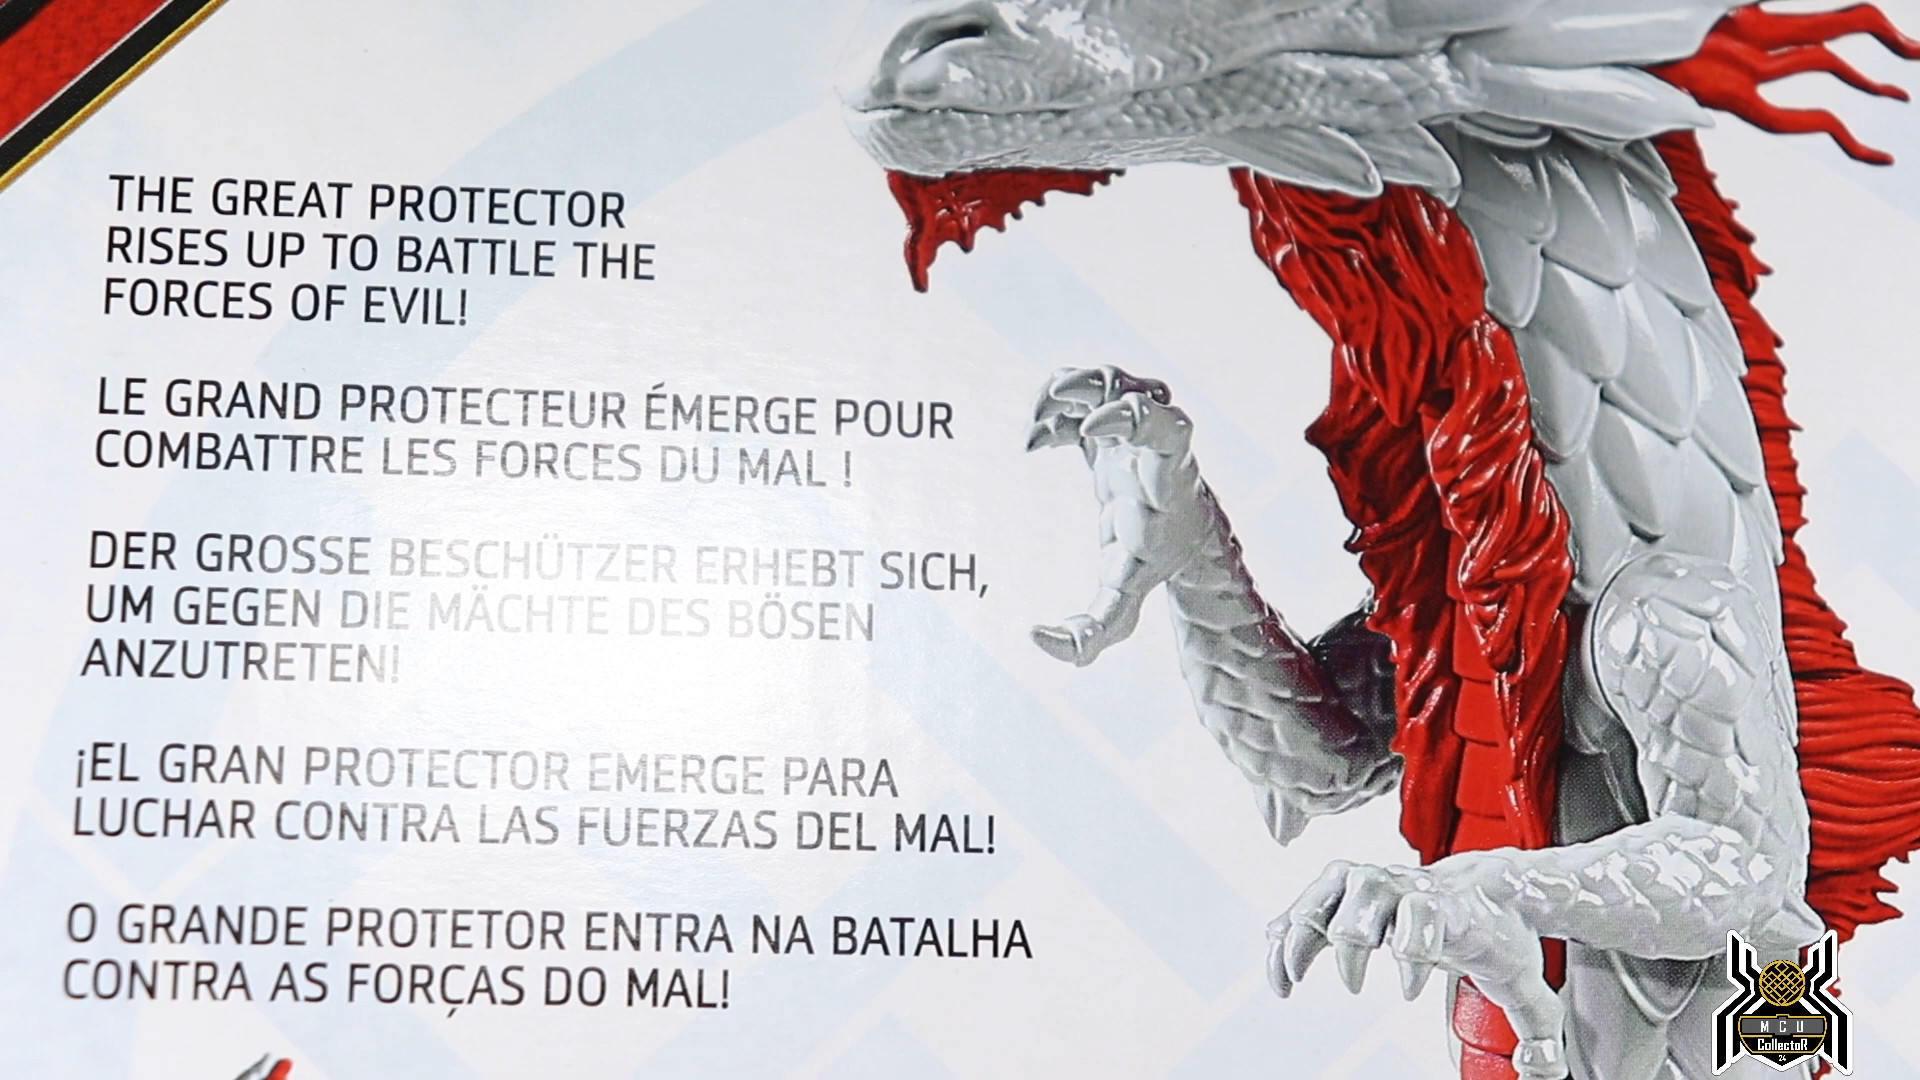 THE GREAT PROTECTOR
RISES UP TO BATTLE THE
FORCES OF EVIL!
LE GRAND PROTECTEUR ÉMERGE POUR
COMBATTRE LES FORCES DU MAL !
DER GROSSE BESCHÜTZER ERHEBT SICH,
UM GEGEN DIE MÄCHTE DES BÖSEN
ANZUTRETEN!
¡EL GRAN PROTECTOR EMERGE PARA
LUCHAR CONTRA LAS FUERZAS DEL MAL!
O GRANDE PROTETOR ENTRA NA BATALHA
CONTRA AS FORÇAS DO MAL!
MCU
CollectoR
24